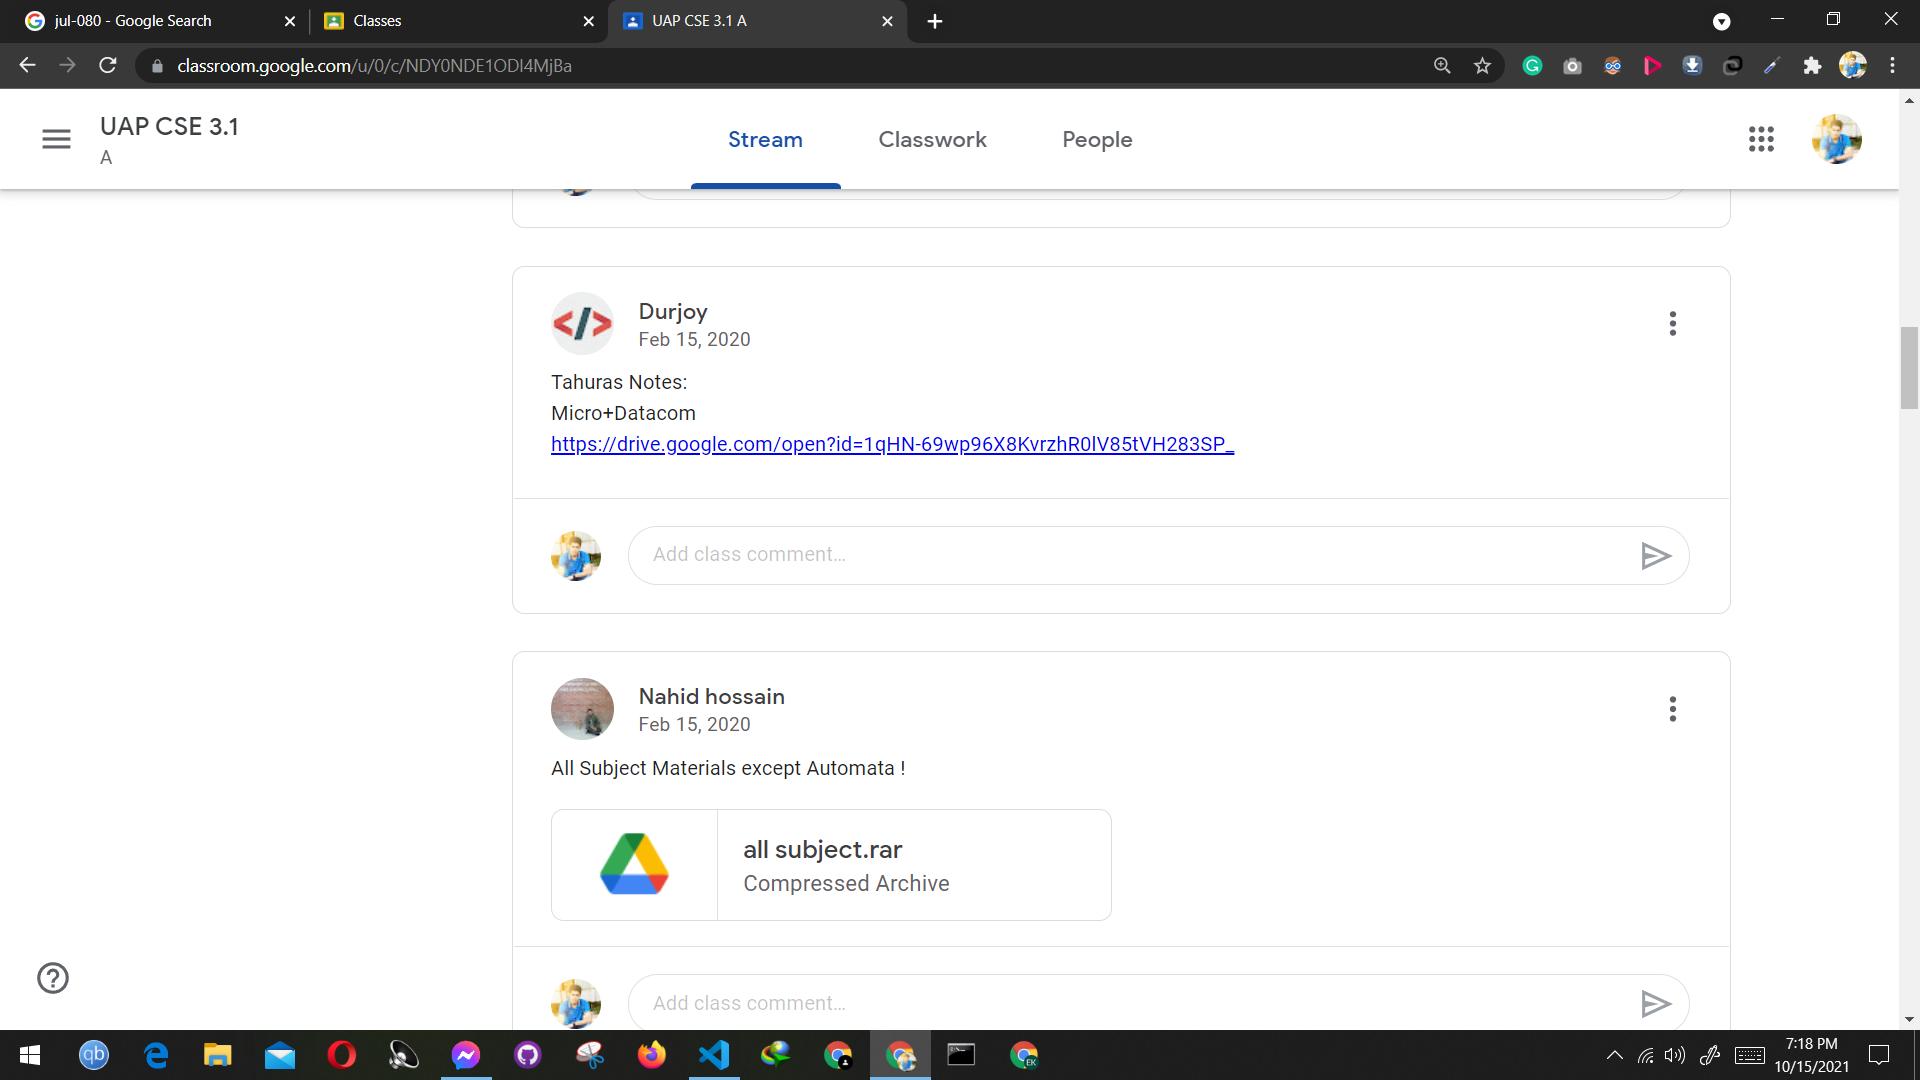 jul-080 - Google Search
Classes
UAP CSE 3.1 A
classroom.google.com/u/0/c/NDY0NDE1ODI4MjBa
UAP CSE 3.1
A
Stream
Classwork
People
Durjoy
Feb 15, 2020
Tahuras Notes:
Micro+Datacom
https://drive.google.com/open?id=1qHN-69wp96X8KvrzhR0lV85tVH283SP_
Add class comment...
Nahid hossain
Feb 15, 2020
All Subject Materials except Automata !
all subject.rar
Compressed Archive
Add class comment...
qb
EK
7:18 PM
10/15/2021